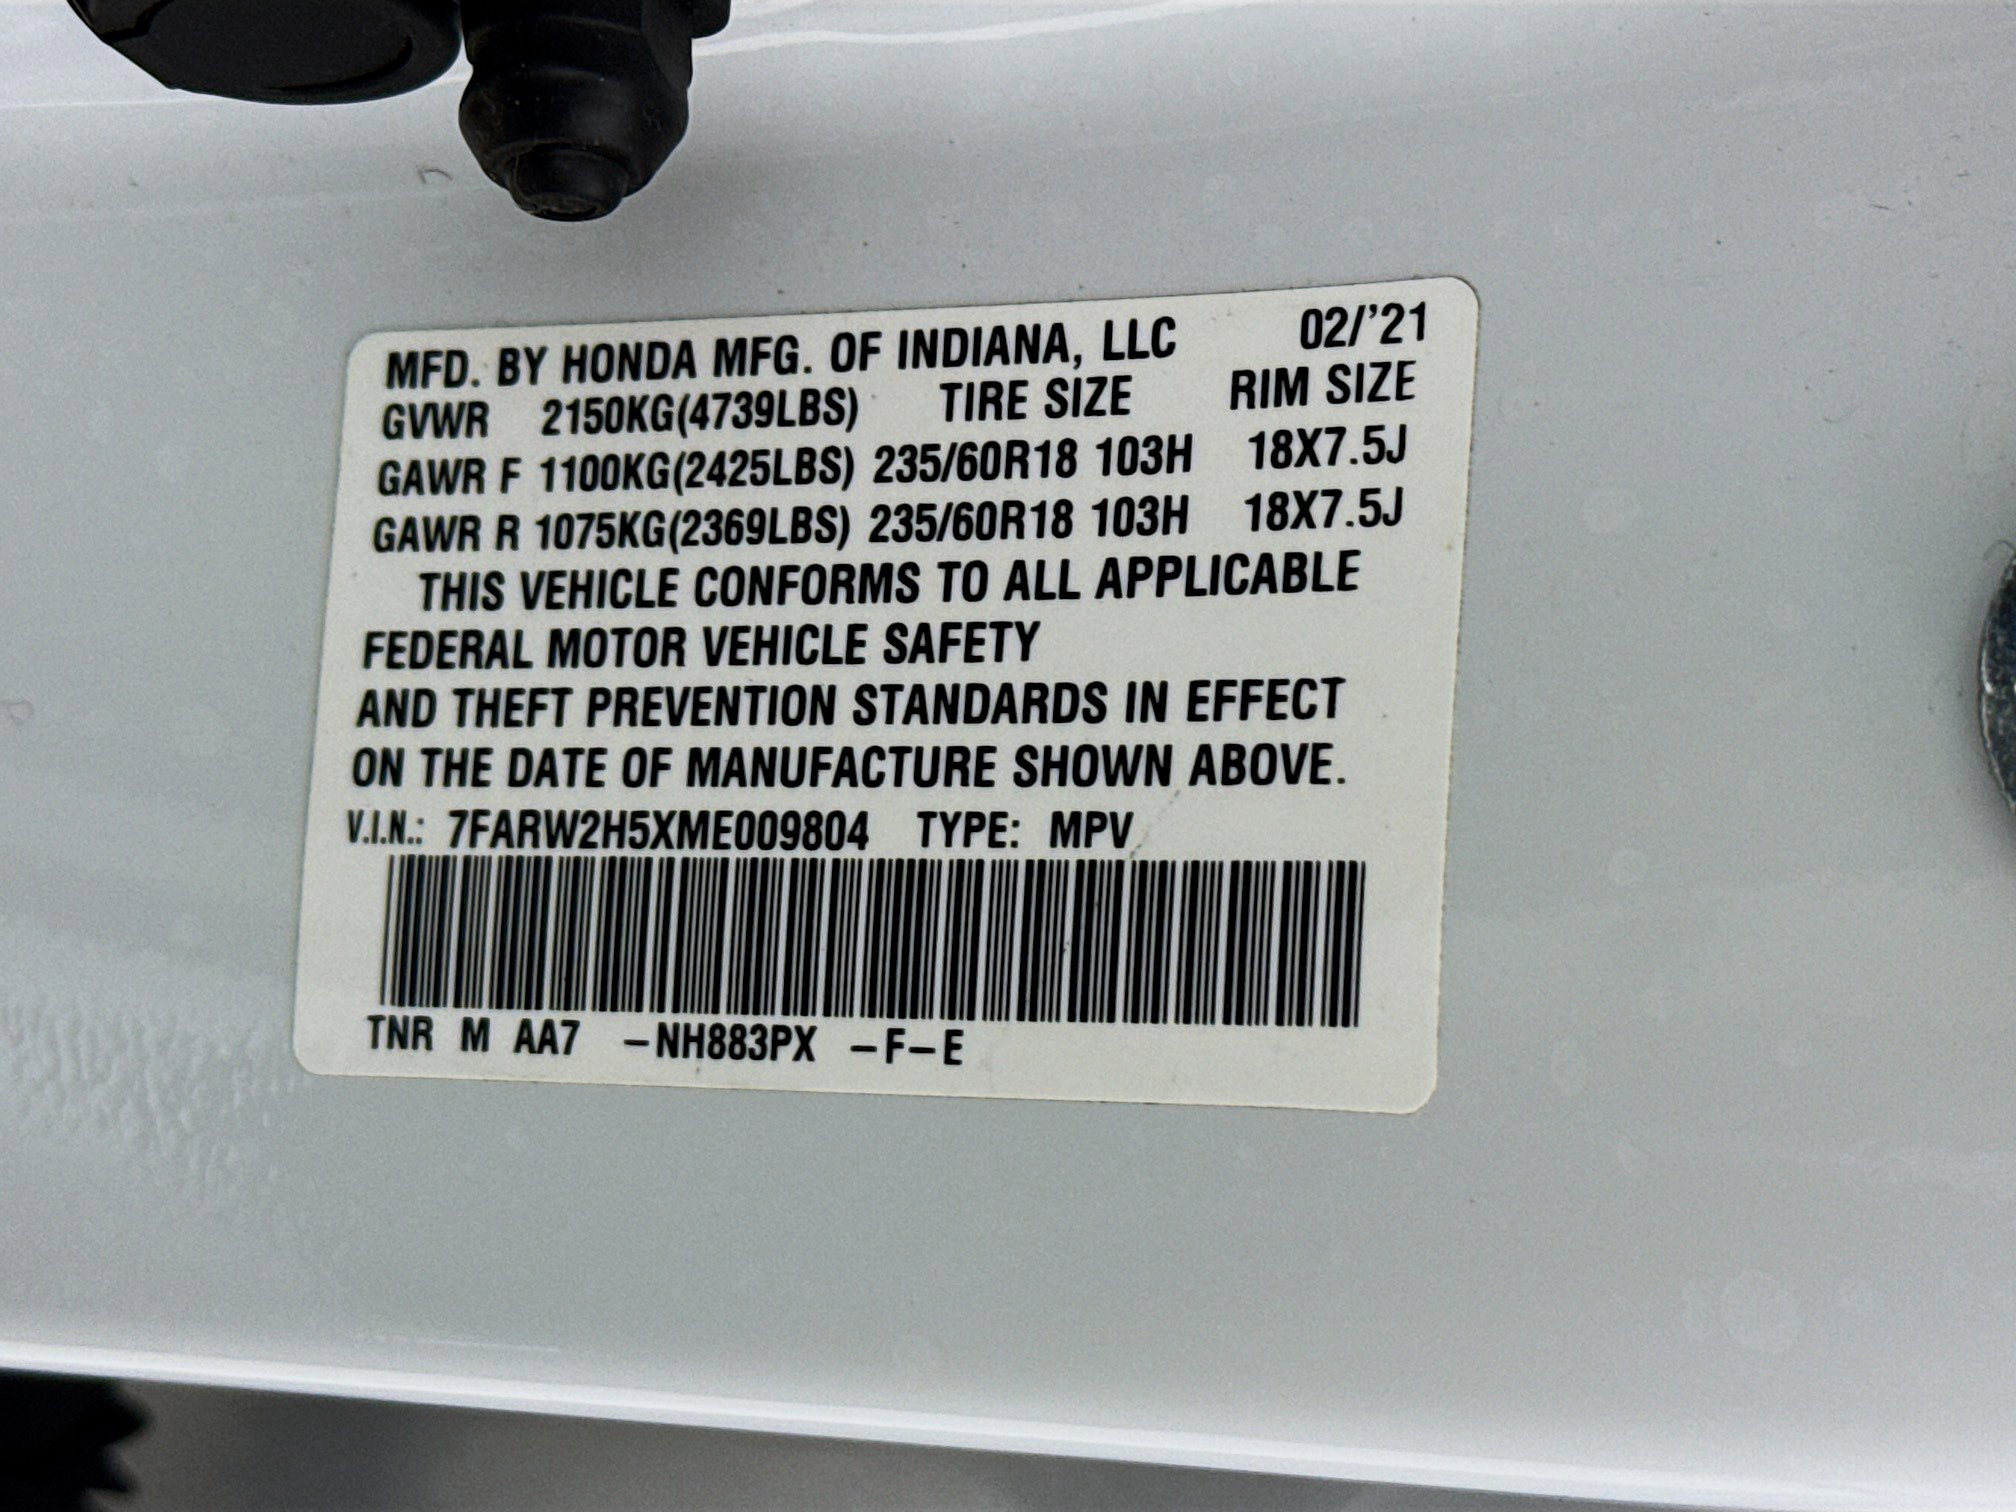 MFD. BY HONDA MFG. OF INDIANA, LLC 02/'21
GVWR 2150KG(4739LBS) TIRE SIZE RIM SIZE
GAWR F 1100KG(2425LBS) 235/60R18 103H 18X7.5J
GAWR R 1075KG(2369LBS) 235/60R18 103H 18X7.5J
THIS VEHICLE CONFORMS TO ALL APPLICABLE
FEDERAL MOTOR VEHICLE SAFETY
AND THEFT PREVENTION STANDARDS IN EFFECT
ON THE DATE OF MANUFACTURE SHOWN ABOVE.
V.I.N.: 7FARW2H5XME009804 TYPE: MPV
TNR M AA7 –NH883PX –F–E